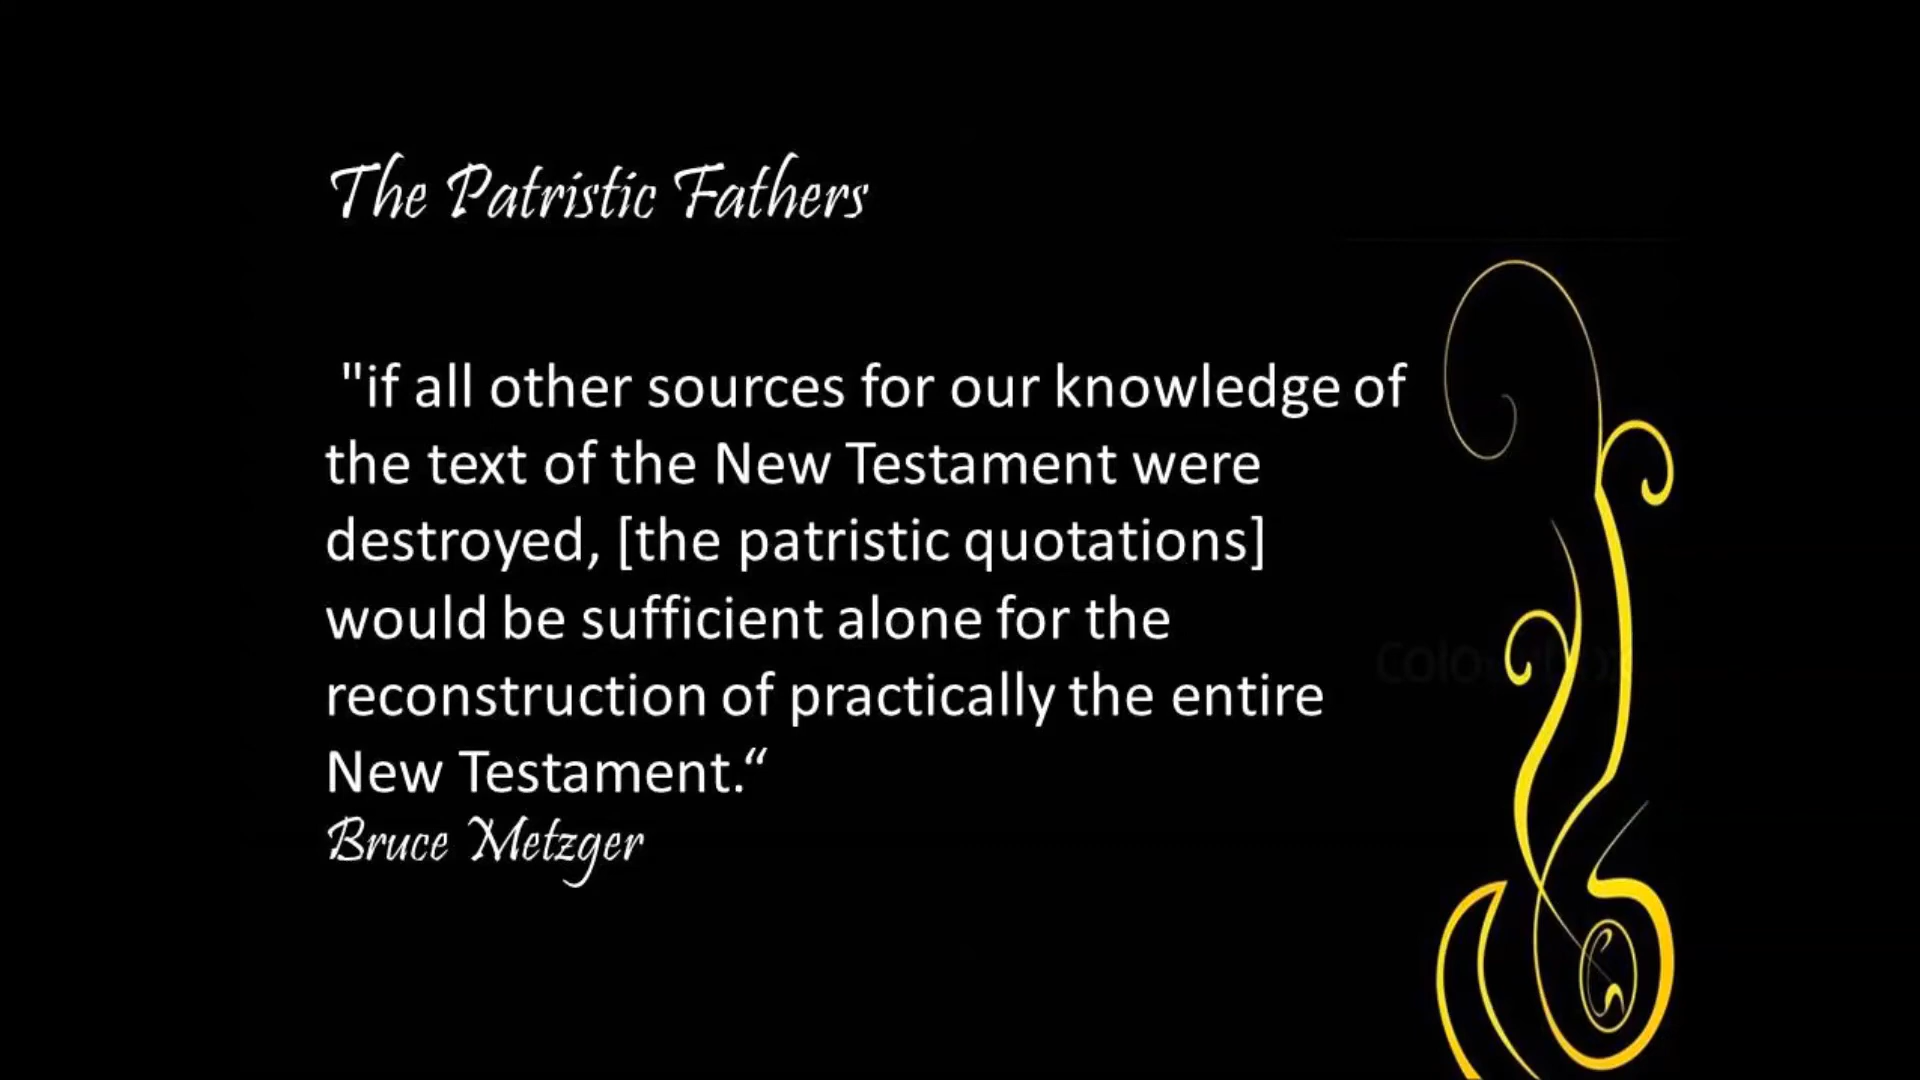 The Patristic Fathers
"if all other sources for our knowledge of
the text of the New Testament were
destroyed, [the patristic quotations]
would be sufficient alone for the
reconstruction of practically the entire
New Testament.“
Bruce Metzger